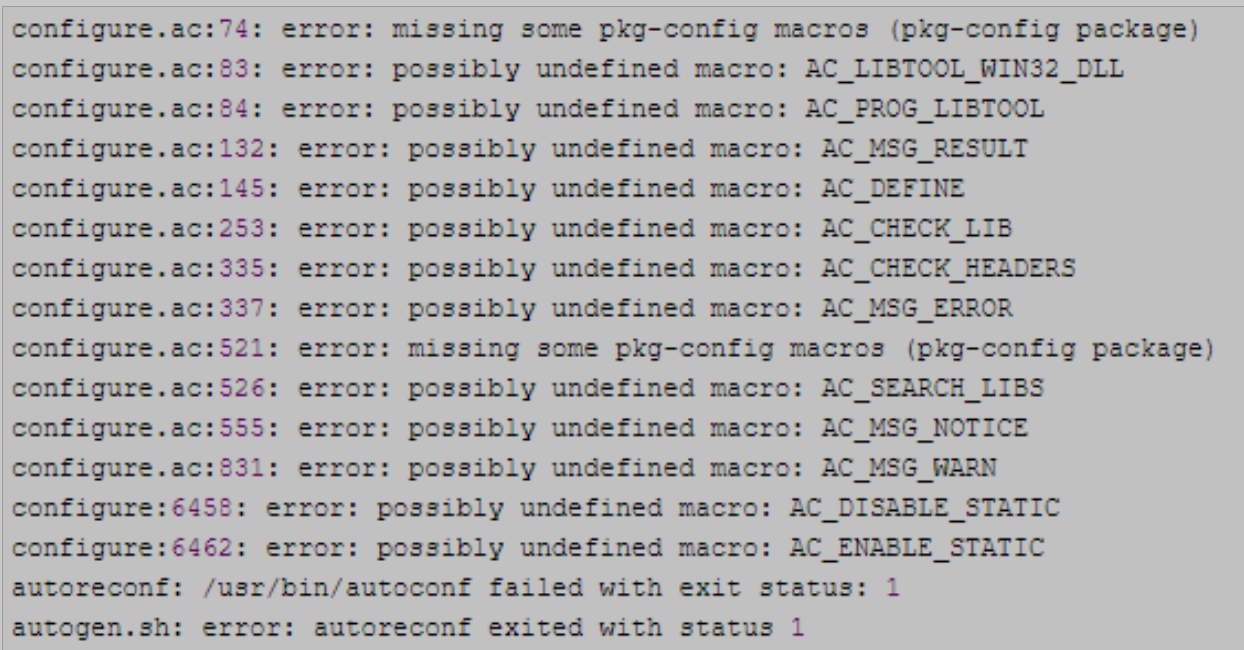 configure.ac:74: error: missing some pkg-config macros (pkg-config package)
configure.ac:83: error: possibly undefined macro: AC_LIBTOOL_WIN32_DLL
configure.ac:84: error: possibly undefined macro: AC_PROG_LIBTOOL
configure.ac:132: error: possibly undefined macro: AC_MSG_RESULT
configure.ac:145: error: possibly undefined macro: AC_DEFINE
configure.ac:253: error: possibly undefined macro: AC_CHECK_LIB
configure.ac:335: error: possibly undefined macro: AC_CHECK_HEADERS
configure.ac:337: error: possibly undefined macro: AC_MSG_ERROR
configure.ac:521: error: missing some pkg-config macros (pkg-config package)
configure.ac:526: error: possibly undefined macro: AC_SEARCH_LIBS
configure.ac:555: error: possibly undefined macro: AC_MSG_NOTICE
configure.ac:831: error: possibly undefined macro: AC_MSG_WARN
configure:6458: error: possibly undefined macro: AC_DISABLE_STATIC
configure:6462: error: possibly undefined macro: AC_ENABLE_STATIC
autoreconf: /usr/bin/autoconf failed with exit status: 1
autogen.sh: error: autoreconf exited with status 1